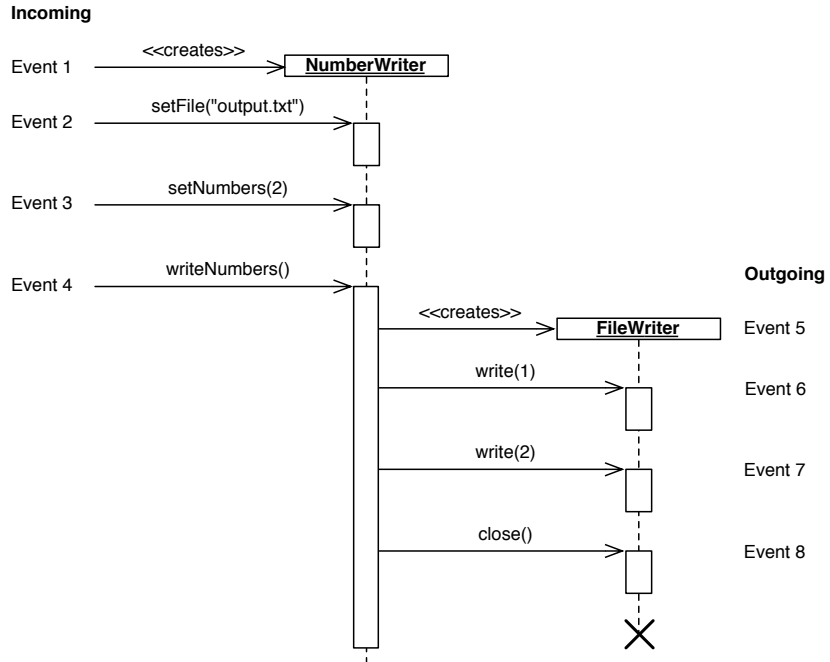 Incoming
Event 1 <<creates>> NumberWriter
Event 2 setFile("output.txt")
Event 3 setNumbers(2)
Event 4 writeNumbers()
Outgoing
<<creates>> FileWriter Event 5
write(1) Event 6
write(2) Event 7
close() Event 8